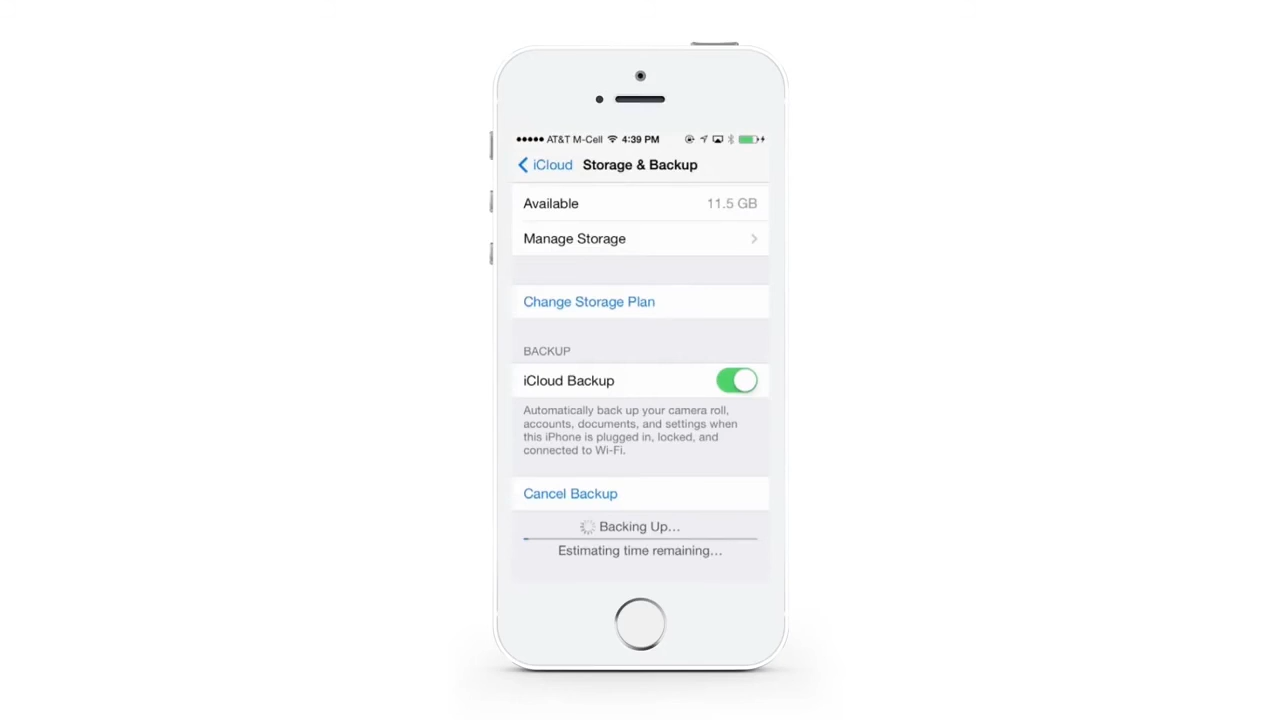 AT&T M-Cell 4:39 PM
iCloud Storage & Backup
Available 11.5 GB
Manage Storage
Change Storage Plan
BACKUP
iCloud Backup
Automatically back up your camera roll,
accounts, documents, and settings when
this iPhone is plugged in, locked, and
connected to Wi-Fi.
Cancel Backup
Backing Up...
Estimating time remaining...